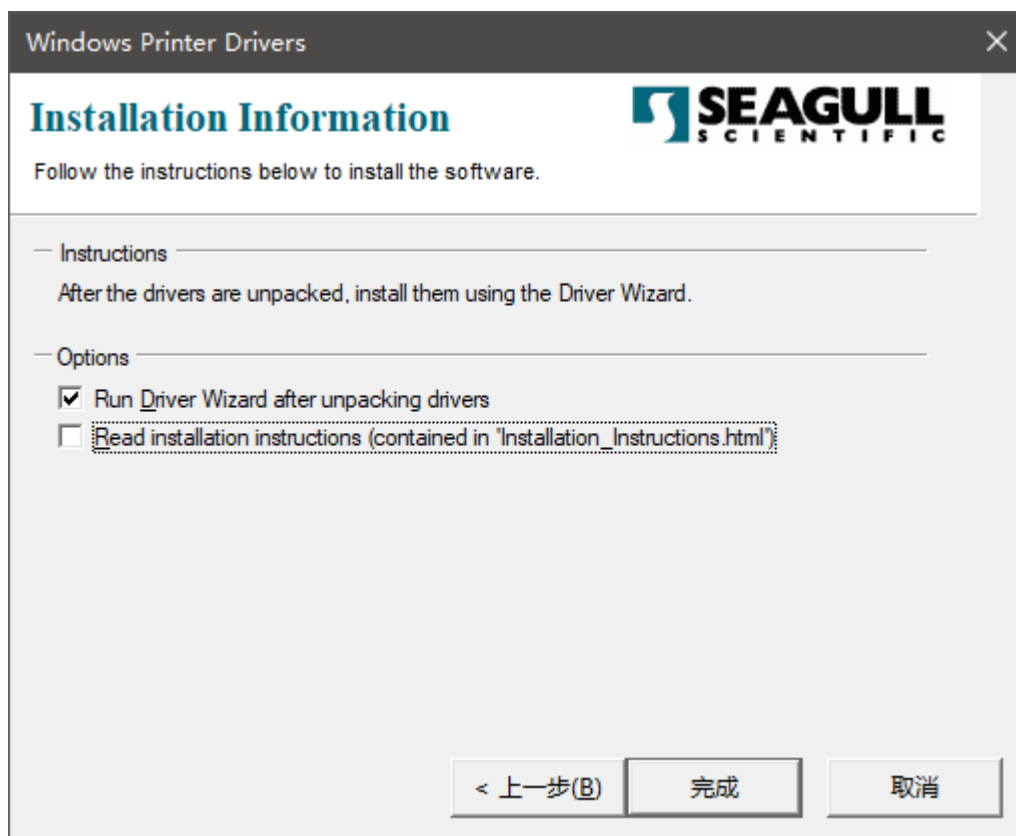 Windows Printer Drivers
Installation Information
SEAGULL
SCIENTIFIC
Follow the instructions below to install the software.
Instructions
After the drivers are unpacked, install them using the Driver Wizard.
Options
Run Driver Wizard after unpacking drivers
Read installation instructions (contained in "Installation_Instructions.html")
< 上一步(B)
完成
取消